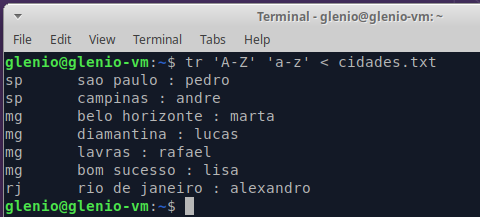 Terminal - glenio@glenio-vm: ~
File Edit View Terminal Tabs Help
glenio@glenio-vm:~$ tr 'A-Z' 'a-z' < cidades.txt
sp sao paulo : pedro
sp campinas : andre
mg belo horizonte : marta
mg diamantina : lucas
mg lavras : rafael
mg bom sucesso : lisa
rj rio de janeiro : alexandro
glenio@glenio-vm:~$